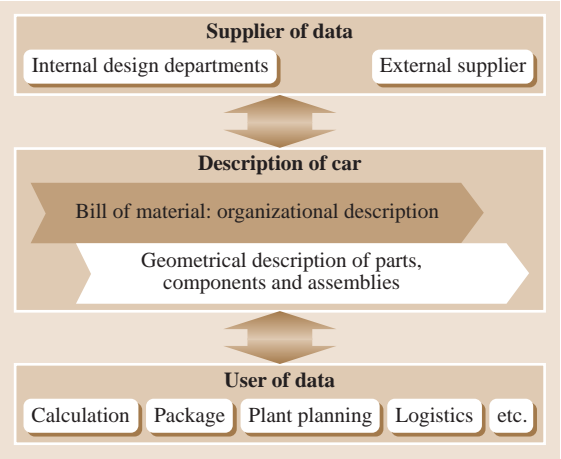 Supplier of data
Internal design departments
External supplier
Description of car
Bill of material: organizational description
Geometrical description of parts,
components and assemblies
User of data
Calculation
Package
Plant planning
Logistics
etc.